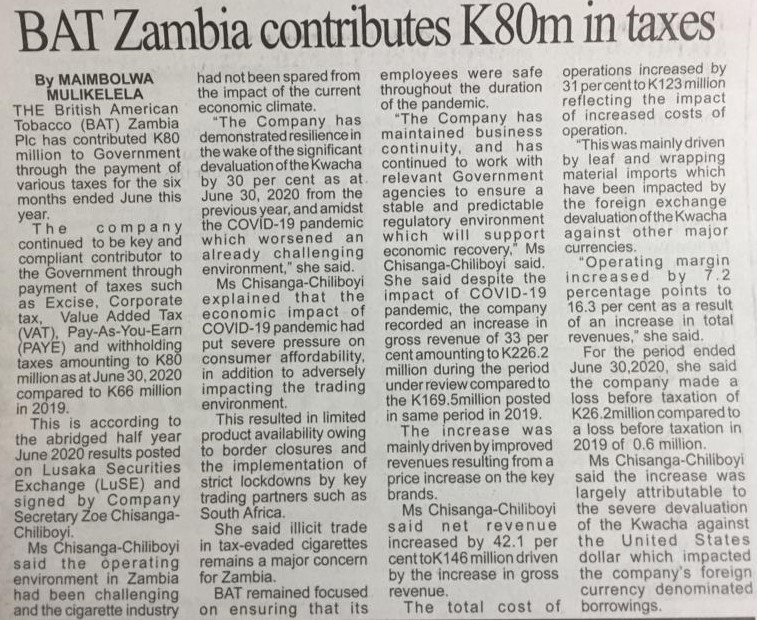 BAT Zambia contributes K80m in taxes
By MAIMBOLWA
MULIKELELA
THE British American
Tobacco (BAT) Zambia
Plc has contributed K80
million to Government
through the payment of
various taxes for the six
months ended June this
year.
The company
continued to be key and
compliant contributor to
the Government through
payment of taxes such
as Excise, Corporate
tax, Value Added Tax
(VAT), Pay-As-You-Earn
(PAYE) and withholding
taxes amounting to K80
million as at June 30, 2020
compared to K66 million
in 2019.
This is according to
the abridged half year
June 2020 results posted
on Lusaka Securities
Exchange (LuSE) and
signed by Company
Secretary Zoe Chisanga-
Chiliboyi.
Ms Chisanga-Chiliboyi
said the operating
environment in Zambia
had been challenging
and the cigarette industry
had not been spared from
the impact of the current
economic climate.
"The Company has
demonstrated resilience in
the wake of the significant
devaluation of the Kwacha
by 30 per cent as at
June 30, 2020 from the
previous year, and amidst
the COVID-19 pandemic
which worsened an
already challenging
environment," she said.
Ms Chisanga-Chiliboyi
explained that the
economic impact of
COVID-19 pandemic had
put severe pressure on
consumer affordability,
in addition to adversely
impacting the trading
environment.
This resulted in limited
product availability owing
to border closures and
the implementation of
strict lockdowns by key
trading partners such as
South Africa.
She said illicit trade
in tax-evaded cigarettes
remains a major concern
for Zambia.
BAT remained focused
on ensuring that its
employees were safe
throughout the duration
of the pandemic.
"The Company has
maintained business
continuity, and has
continued to work with
relevant Government
agencies to ensure a
stable and predictable
regulatory environment
which will support
economic recovery," Ms
Chisanga-Chiliboyi said.
She said despite the
impact of COVID-19
pandemic, the company
recorded an increase in
gross revenue of 33 per
cent amounting to K226.2
million during the period
under review compared to
the K169.5million posted
in same period in 2019.
The increase was
mainly driven by improved
revenues resulting from a
price increase on the key
brands.
Ms Chisanga-Chiliboyi
said net revenue
increased by 42.1 per
cent to K146 million driven
by the increase in gross
revenue.
The total cost of
operations increased by
31 per cent to K123 million
reflecting the impact
of increased costs of
operation.
"This was mainly driven
by leaf and wrapping
material imports which
have been impacted by
the foreign exchange
devaluation of the Kwacha
against other major
currencies.
"Operating margin
increased by 7.2
percentage points to
16.3 per cent as a result
of an increase in total
revenues," she said.
For the period ended
June 30,2020, she said
the company made a
loss before taxation of
K26.2million compared to
a loss before taxation in
2019 of 0.6 million.
Ms Chisanga-Chiliboyi
said the increase was
largely attributable to
the severe devaluation
of the Kwacha against
the United States
dollar which impacted
the company's foreign
currency denominated
borrowings.